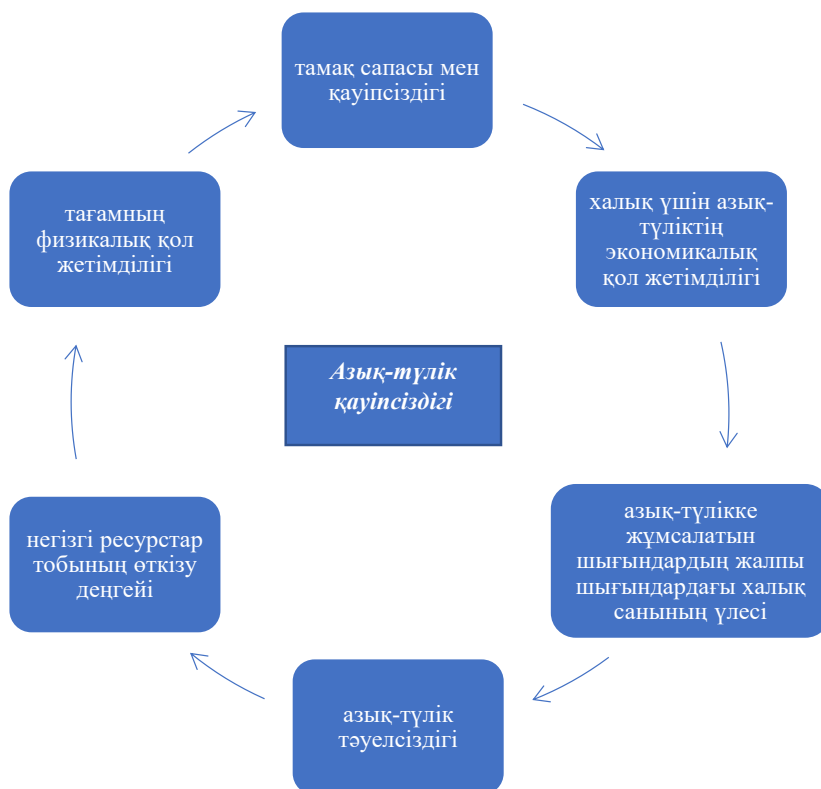 тамақ сапасы мен
қауіпсіздігі
халық үшін азық-
түліктің
экономикалық
қол жетімділігі
азық-түлікке
жұмсалатын
шығындардың жалпы
шығындардағы халық
санының үлесі
азық-түлік
тәуелсіздігі
негізгі ресурстар
тобының өткізу
деңгейі
тағамның
физикалық қол
жетімділігі
Азық-түлік
қауіпсіздігі